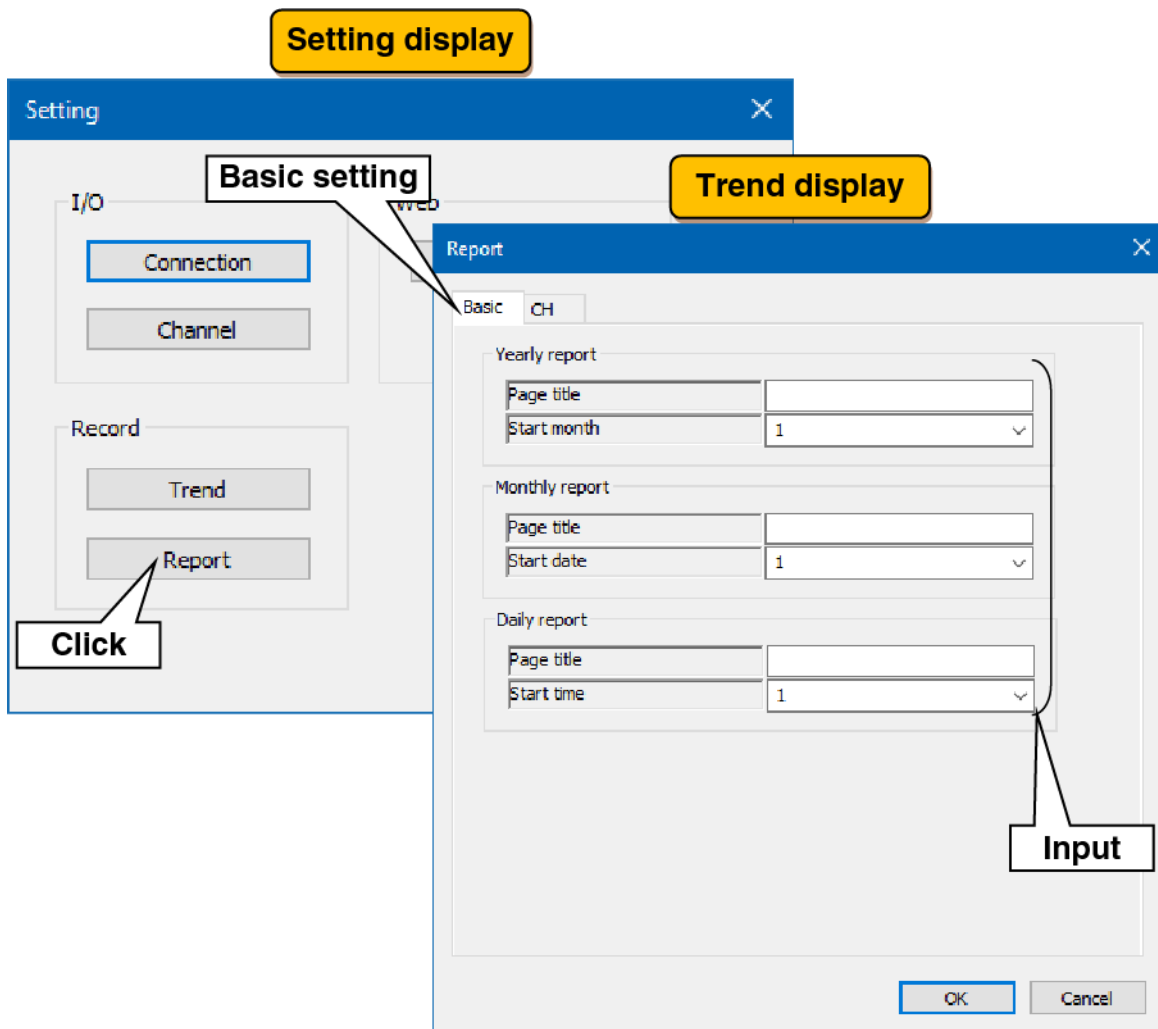 Setting display
Setting
Basic setting
Trend display
I/O
Web
Connection
Channel
Record
Trend
Report
Click
Report
Basic
CH
Yearly report
Page title
Start month 1
Monthly report
Page title
Start date 1
Daily report
Page title
Start time 1
Input
OK Cancel